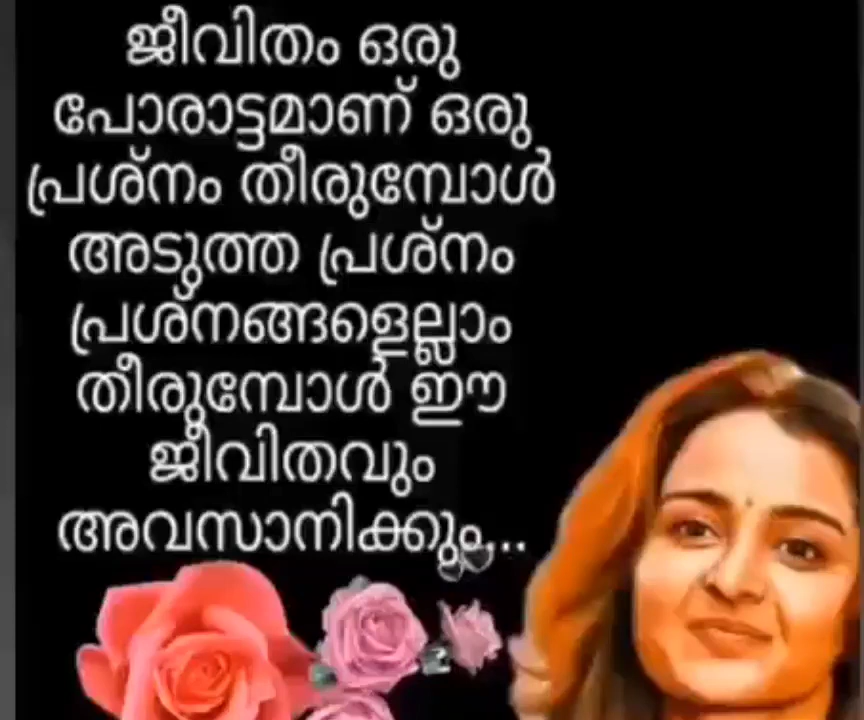 ജീവിതം ഒരു
പോരാട്ടമാണ് ഒരു
പ്രശ്നം തീരുമ്പോൾ
അടുത്ത പ്രശ്നം
പ്രശ്നങ്ങളെല്ലാം
തീരുമ്പോൾ ഈ
ജീവിതവും
അവസാനിക്കും...